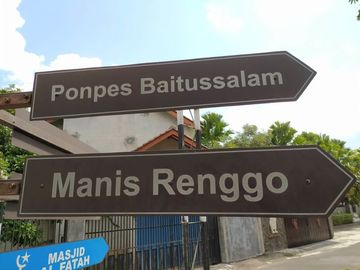 Ponpes Baitussalam
Manis Renggo
MASJID
AL FATAH